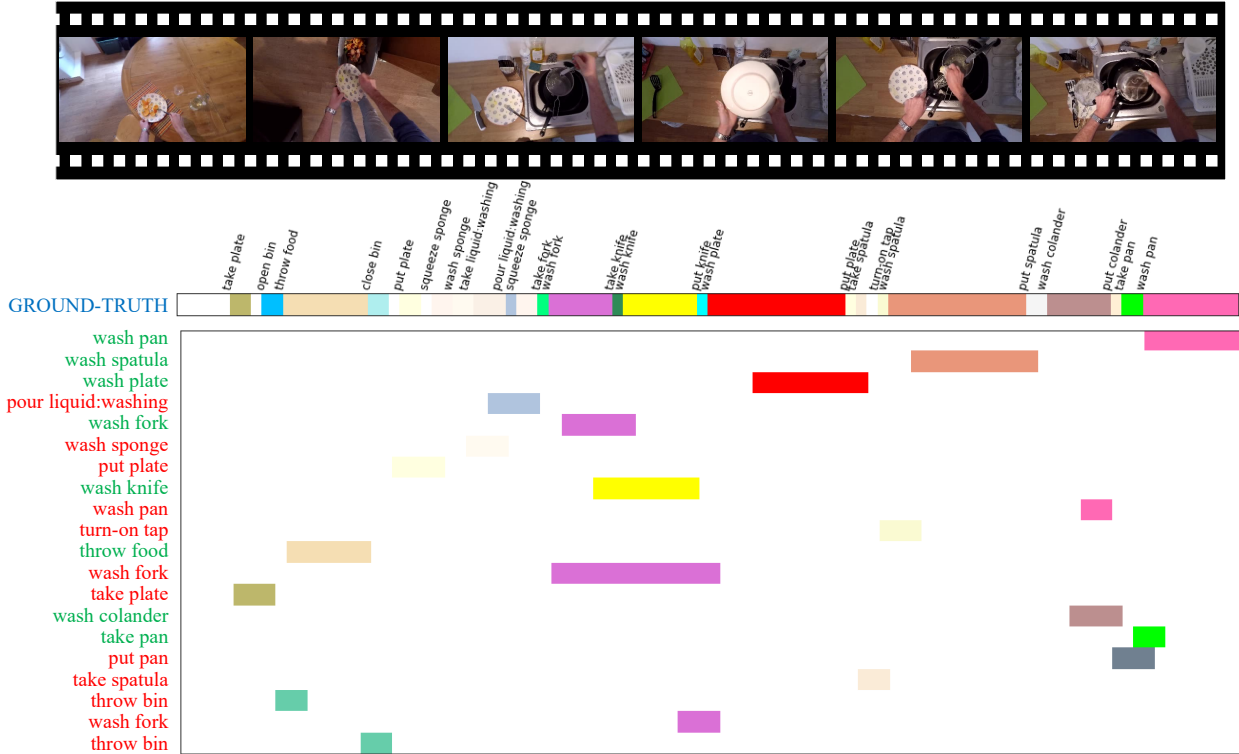 take plate
open bin
throw food
close bin
put plate
squeeze sponge
wash sponge
take liquid:washing
pour liquid:washing
squeeze sponge
take fork
wash fork
take knife
wash knife
put knife
wash plate
put plate
take spatula
turn-on tap
wash spatula
put spatula
wash colander
put colander
take pan
wash pan
GROUND-TRUTH
wash pan
wash spatula
wash plate
pour liquid:washing
wash fork
wash sponge
put plate
wash knife
wash pan
turn-on tap
throw food
wash fork
take plate
wash colander
take pan
put pan
take spatula
throw bin
wash fork
throw bin